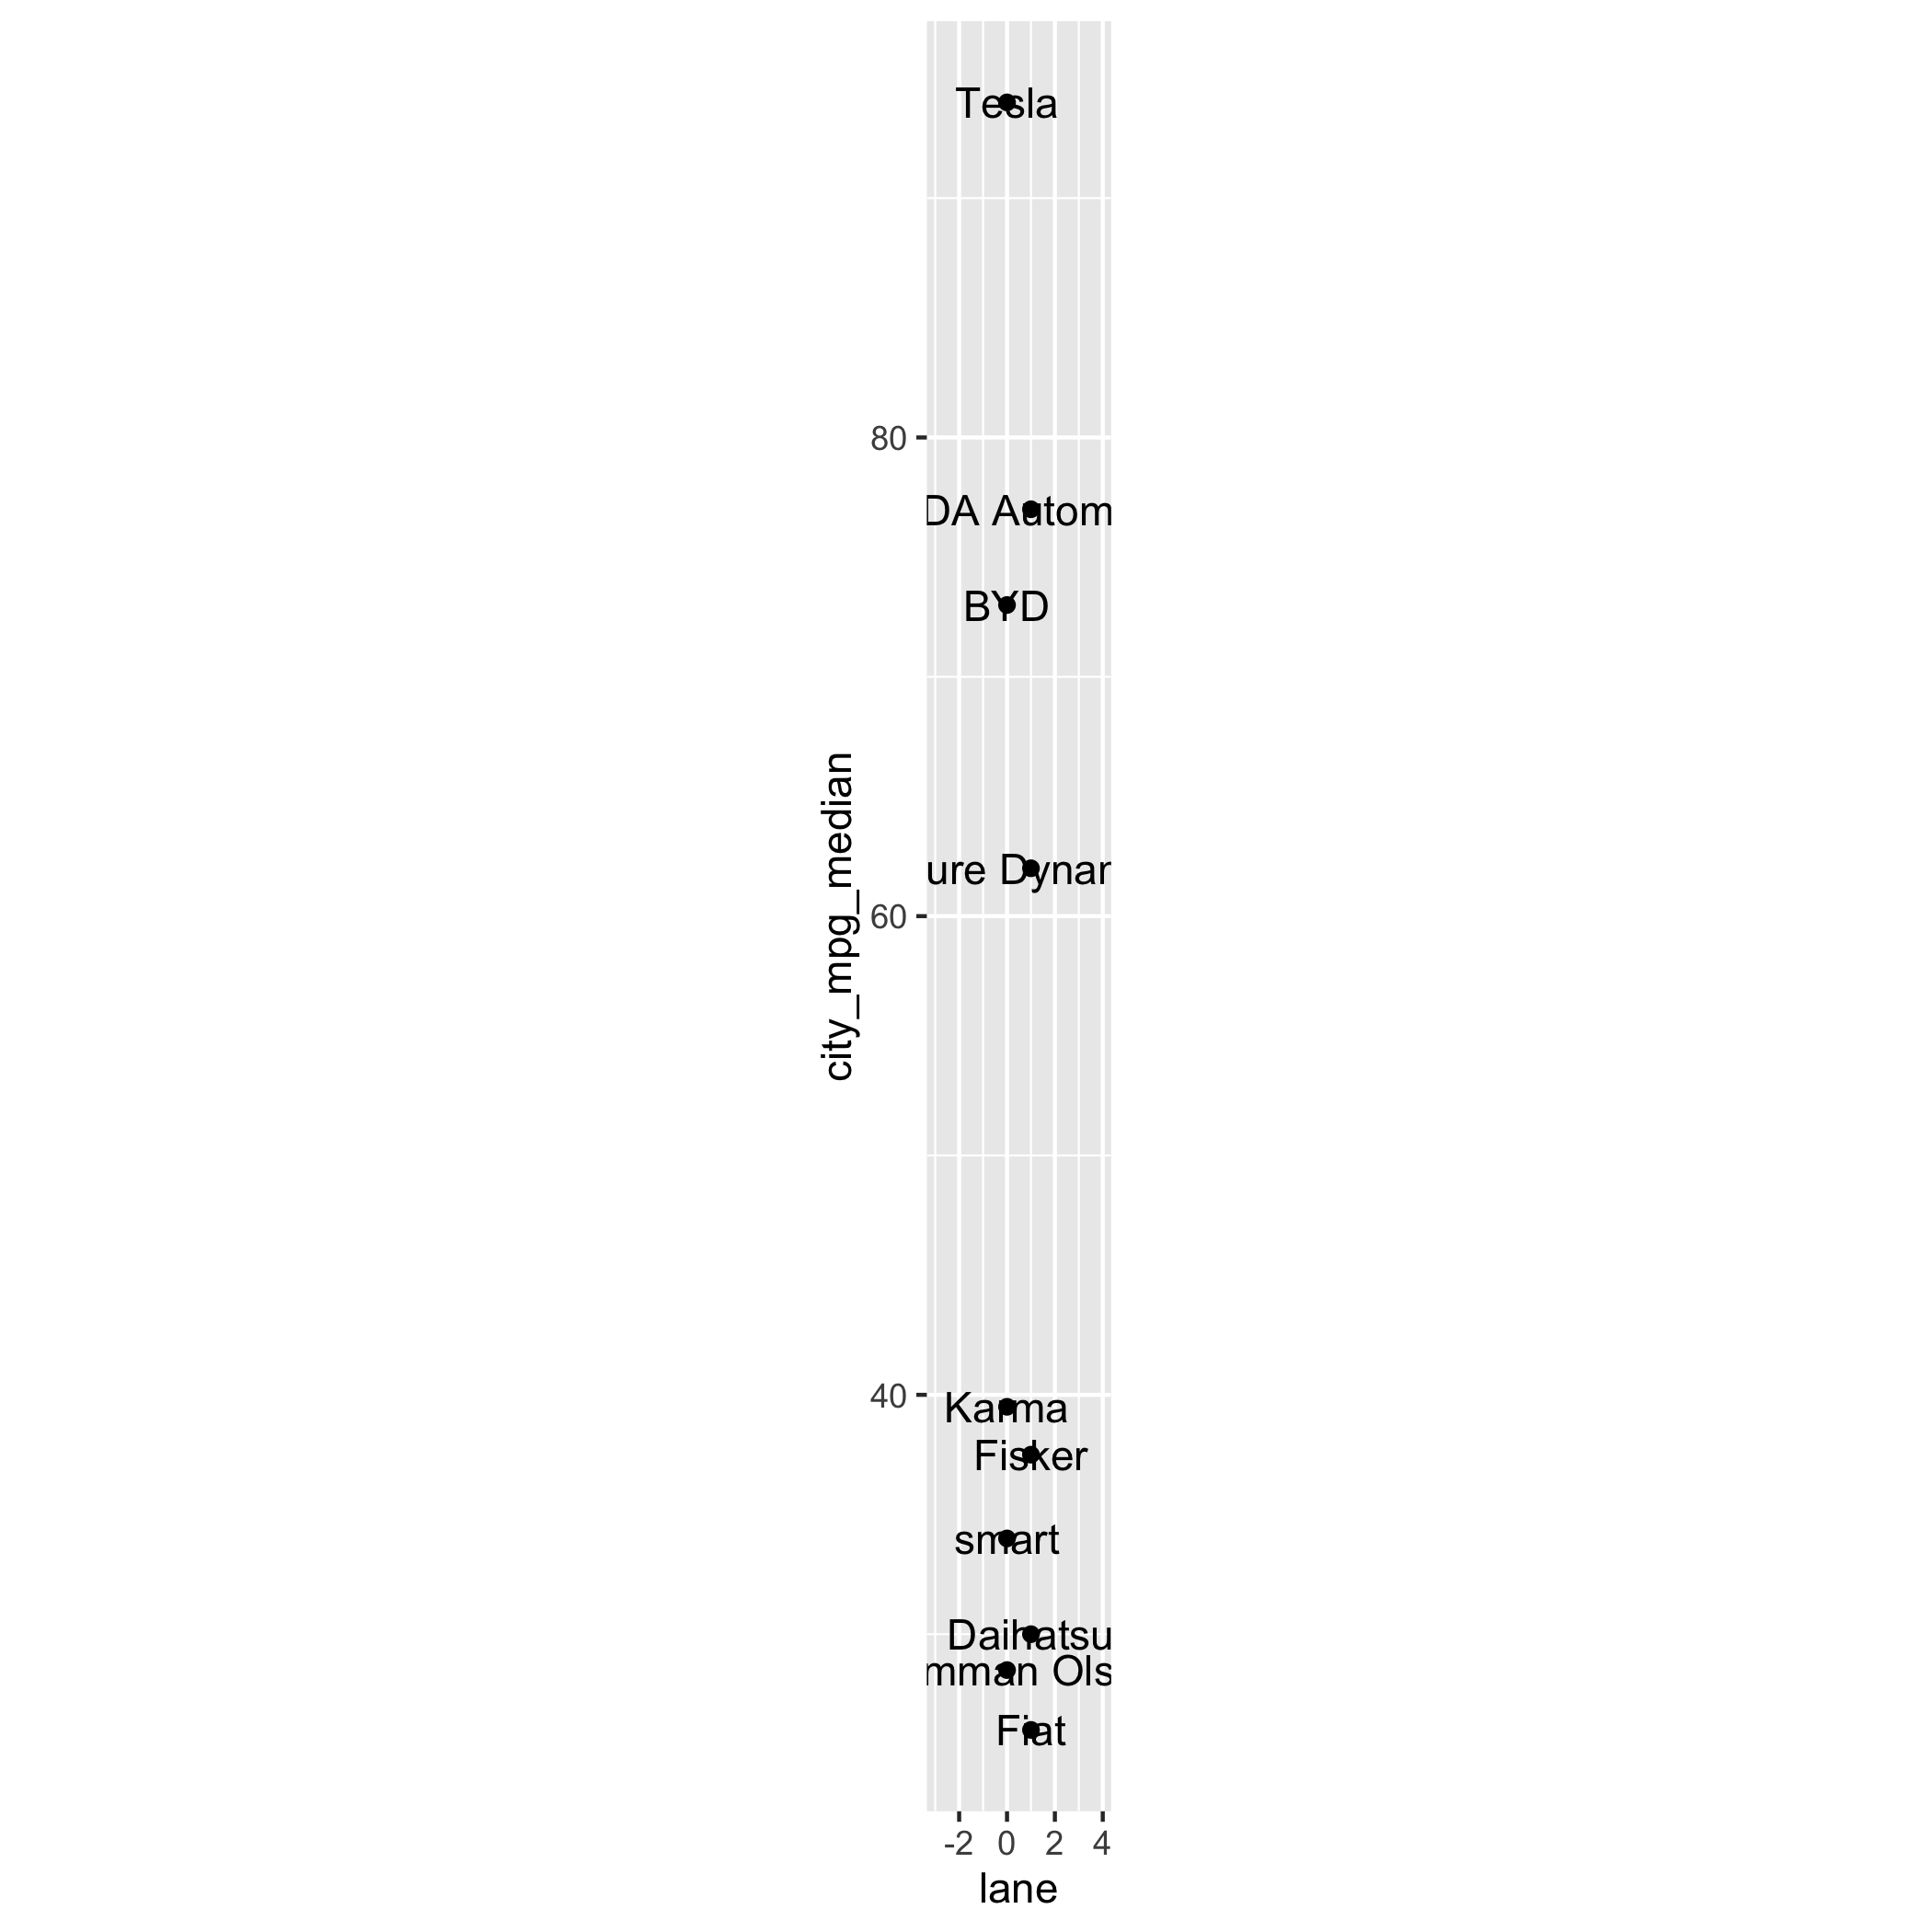 Tesla
80
DA Autom
BYD
city_mpg_median
ure Dynar
60
40
Karma
Fisker
smart
Daihatsu
mman Ols
Fiat
-2 0 2 4
lane